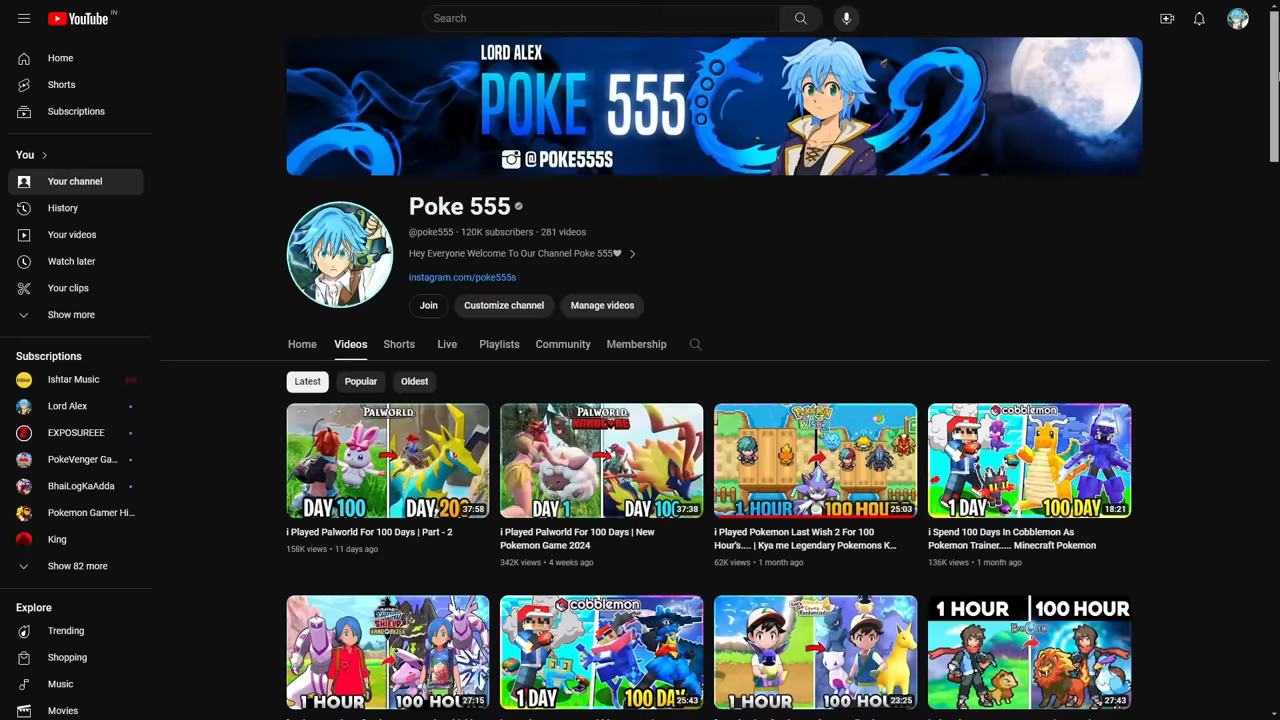 YouTube IN
Search
Home
Shorts
Subscriptions
You
Your channel
History
Your videos
Watch later
Your clips
Show more
Subscriptions
Ishtar Music
Lord Alex
EXPOSUREEE
PokeVenger Ga...
BhaiLogKaAdda
Pokemon Gamer Hi...
King
Show 82 more
Explore
Trending
Shopping
Music
Movies
LORD ALEX
POKE 555
@POKE555S
Poke 555
@poke555 · 120K subscribers · 281 videos
Hey Everyone Welcome To Our Channel Poke 555🖤
instagram.com/poke555s
Join
Customize channel
Manage videos
Home
Videos
Shorts
Live
Playlists
Community
Membership
Latest
Popular
Oldest
PALWORLD
DAY 100
DAY 200
37:58
i Played Palworld For 100 Days | Part - 2
158K views · 11 days ago
PALWORLD
HARDCORE
DAY 1
DAY 100
37:38
i Played Palworld For 100 Days | New
Pokemon Game 2024
342K views · 4 weeks ago
1 HOUR
100 HOU
25:03
i Played Pokemon Last Wish 2 For 100
Hour's.... | Kya me Legendary Pokemons K...
62K views · 1 month ago
cobblemon
1 DAY
100 DAY
18:21
i Spend 100 Days In Cobblemon As
Pokemon Trainer..... Minecraft Pokemon
136K views · 1 month ago
SHIELD
RANDOMIZER
1 HOUR
100 HO
27:15
cobblemon
1 DAY
100 DA
25:43
1 HOUR
100 HOU
23:25
1 HOUR
100 HOUR
27:43